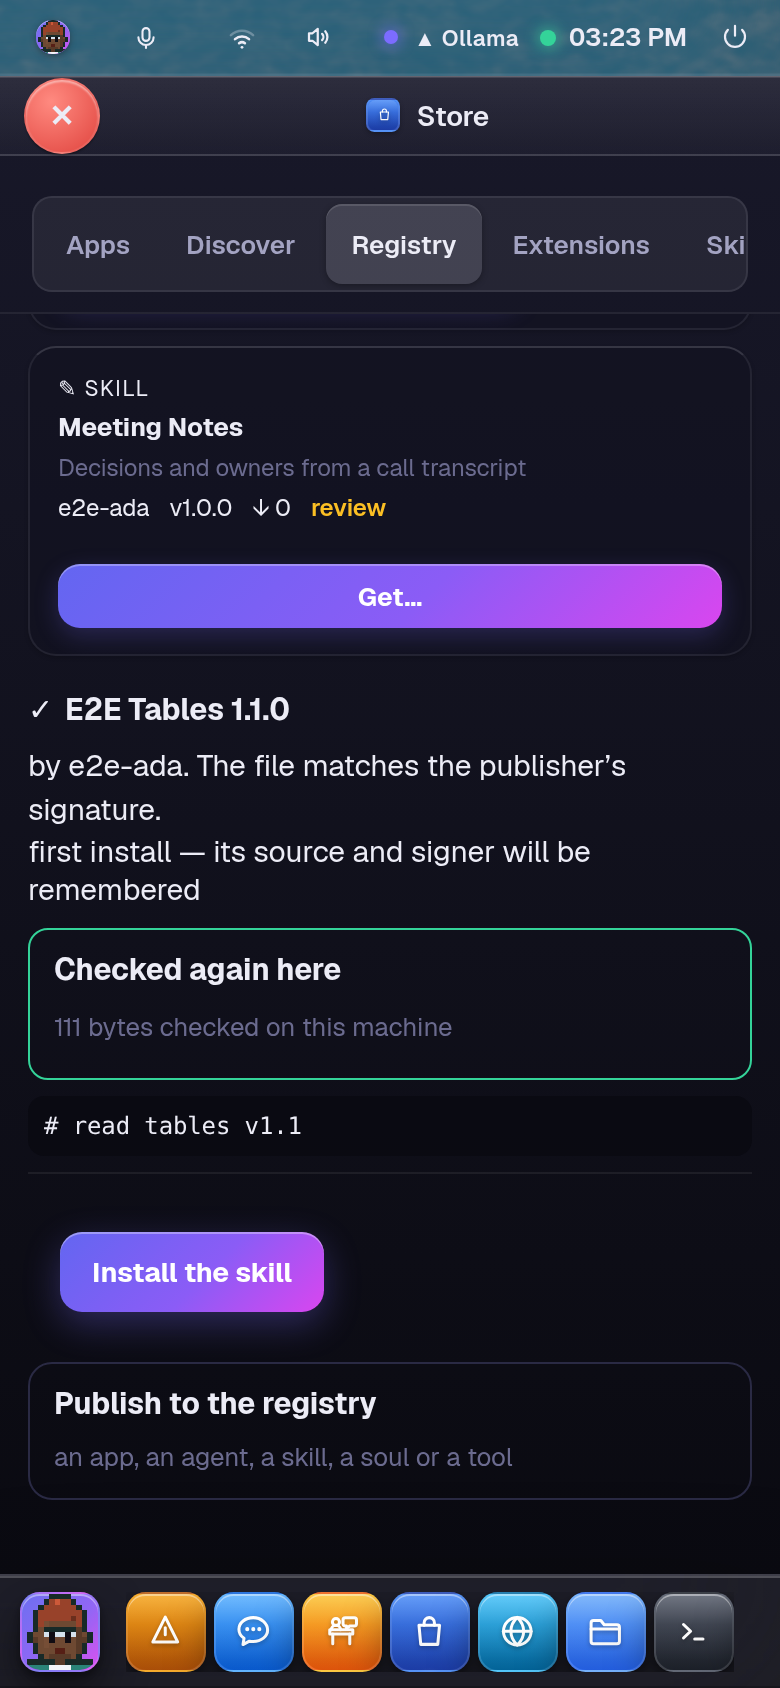 ▲ Ollama 03:23 PM
✕ Store
Apps Discover Registry Extensions Ski
✎ SKILL
Meeting Notes
Decisions and owners from a call transcript
e2e-ada v1.0.0 ↓ 0 review
Get…
✓ E2E Tables 1.1.0
by e2e-ada. The file matches the publisher’s
signature.
first install — its source and signer will be
remembered
Checked again here
111 bytes checked on this machine
# read tables v1.1
Install the skill
Publish to the registry
an app, an agent, a skill, a soul or a tool